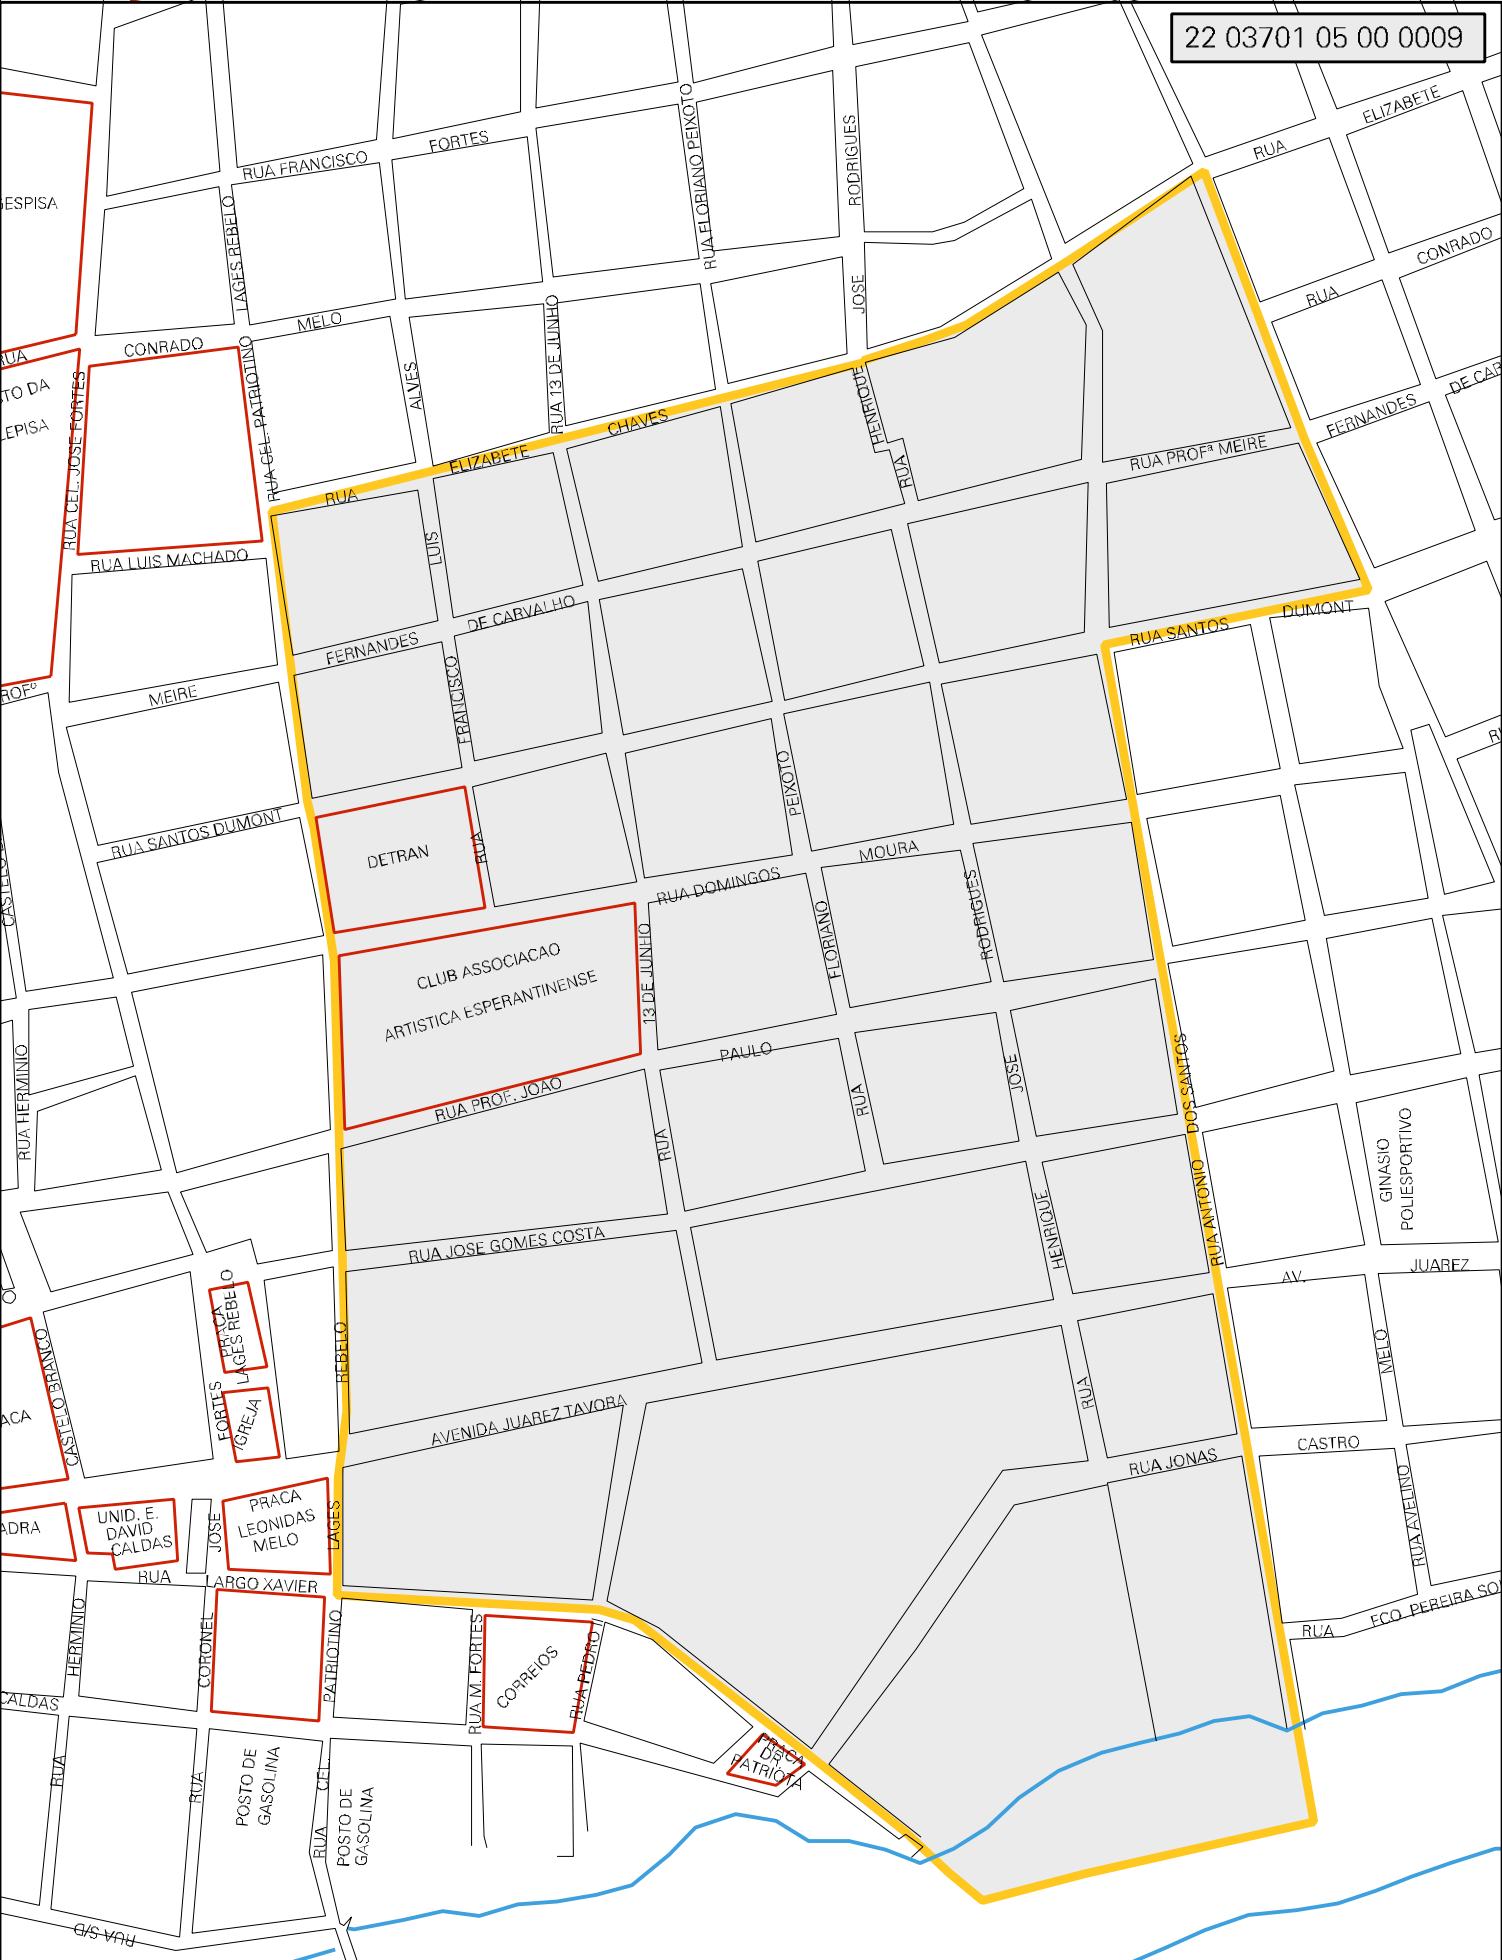 22 03701 05 00 0009
ELIZABETE
RUA
FORTES
RUA FRANCISCO
RODRIGUES
RUA FLORIANO PEIXOTO
LAGES REBELO
CONRADO
RUA
JOSE
MELO
CONRADO
RUA
RUA CEL. PATRIOTINO
RUA 13 DE JUNHO
ALVES
HENRIQUE
TO DA
EPISA
RUA CEL. JOSE FORTES
FERNANDES
DE CAR
CHAVES
ELIZABETE
RUA
RUA PROFª MEIRE
RUA
LUIS
RUA LUIS MACHADO
DE CARVALHO
FERNANDES
DUMONT
RUA SANTOS
FRANCISCO
ROFº
MEIRE
PEIXOTO
RUA SANTOS DUMONT
DETRAN
RUA
MOURA
RUA DOMINGOS
RODRIGUES
FLORIANO
13 DE JUNHO
CLUB ASSOCIACAO
ARTISTICA ESPERANTINENSE
PAULO
RUA PROF. JOAO
JOSE
RUA
RUA
DOS SANTOS
RUA ANTONIO
RUA HERMINIO
GINASIO
POLIESPORTIVO
HENRIQUE
RUA JOSE GOMES COSTA
AV.
JUAREZ
PRACA
LAGES REBELO
REBELO
MELO
CASTELO BRANCO
FORTES
IGREJA
ACA
AVENIDA JUAREZ TAVORA
RUA
RUA JONAS
CASTRO
RUA AVELINO
PRACA
LEONIDAS
MELO
UNID. E.
DAVID
CALDAS
JOSE
LAGES
ADRA
RUA
LARGO XAVIER
HERMINIO
CORONEL
PATRIOTINO
RUA M. FORTES
CORREIOS
RUA PEDRO I
RUA
FCO. PEREIRA SO
CALDAS
PRACA
DR.
PATRIOTA
RUA
RUA
POSTO DE
GASOLINA
CEL.
RUA
POSTO DE
GASOLINA
RUA S/D